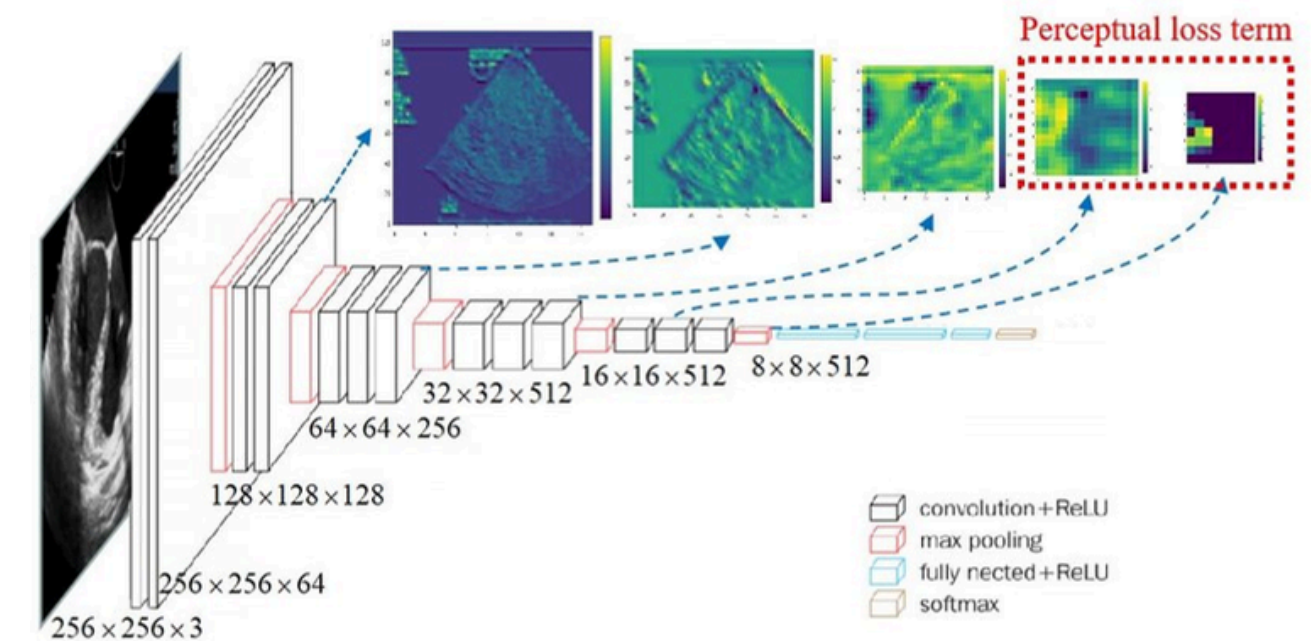 Perceptual loss term
32×32×512
16×16×512
8×8×512
64×64×256
128×128×128
256×256×64
256×256×3
convolution+ReLU
max pooling
fully nected+ReLU
softmax